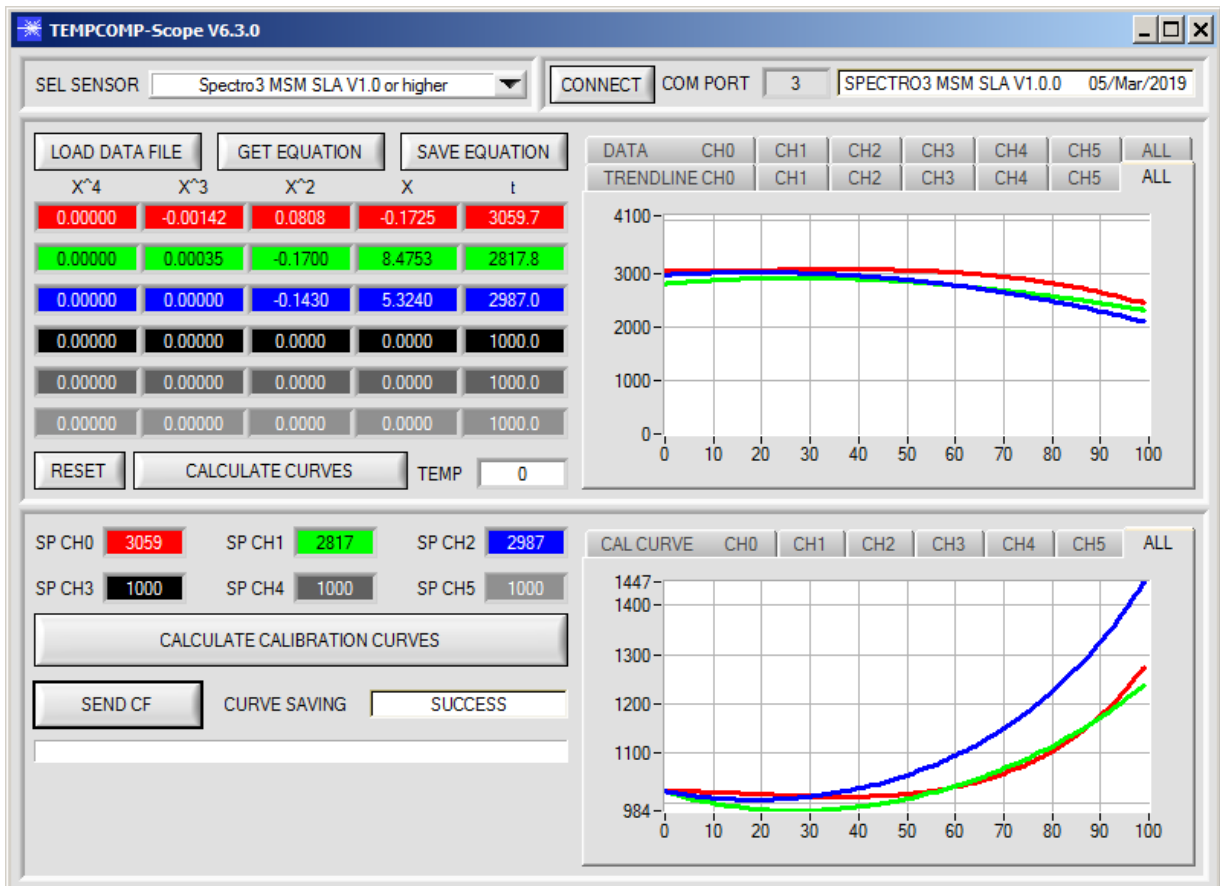 TEMPCOMP-Scope V6.3.0
SEL SENSOR Spectro3 MSM SLA V1.0 or higher CONNECT COM PORT 3 SPECTRO3 MSM SLA V1.0.0 05/Mar/2019
LOAD DATA FILE GET EQUATION SAVE EQUATION
X^4 X^3 X^2 X t
0.00000 -0.00142 0.0808 -0.1725 3059.7
0.00000 0.00035 -0.1700 8.4753 2817.8
0.00000 0.00000 -0.1430 5.3240 2987.0
0.00000 0.00000 0.0000 0.0000 1000.0
0.00000 0.00000 0.0000 0.0000 1000.0
0.00000 0.00000 0.0000 0.0000 1000.0
RESET CALCULATE CURVES TEMP 0
DATA CH0 CH1 CH2 CH3 CH4 CH5 ALL
TRENDLINE CH0 CH1 CH2 CH3 CH4 CH5 ALL
4100
3000
2000
1000
0
0 10 20 30 40 50 60 70 80 90 100
SP CH0 3059 SP CH1 2817 SP CH2 2987
SP CH3 1000 SP CH4 1000 SP CH5 1000
CALCULATE CALIBRATION CURVES
SEND CF CURVE SAVING SUCCESS
CAL CURVE CH0 CH1 CH2 CH3 CH4 CH5 ALL
1447
1400
1300
1200
1100
984
0 10 20 30 40 50 60 70 80 90 100